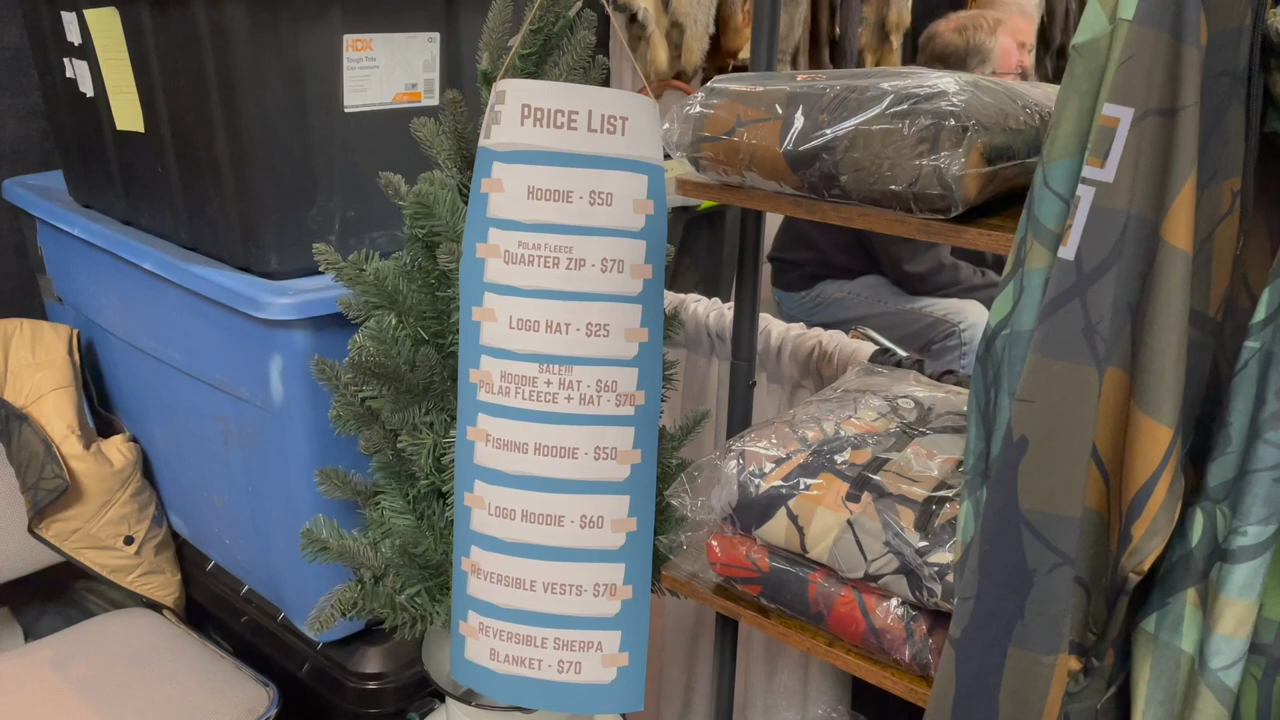 HDX
Tough Tote
PRICE LIST
HOODIE - $50
POLAR FLEECE
QUARTER ZIP - $70
LOGO HAT - $25
SALE!!!
HOODIE + HAT - $60
POLAR FLEECE + HAT - $70
FISHING HOODIE - $50
LOGO HOODIE - $60
REVERSIBLE VESTS- $70
REVERSIBLE SHERPA
BLANKET - $70